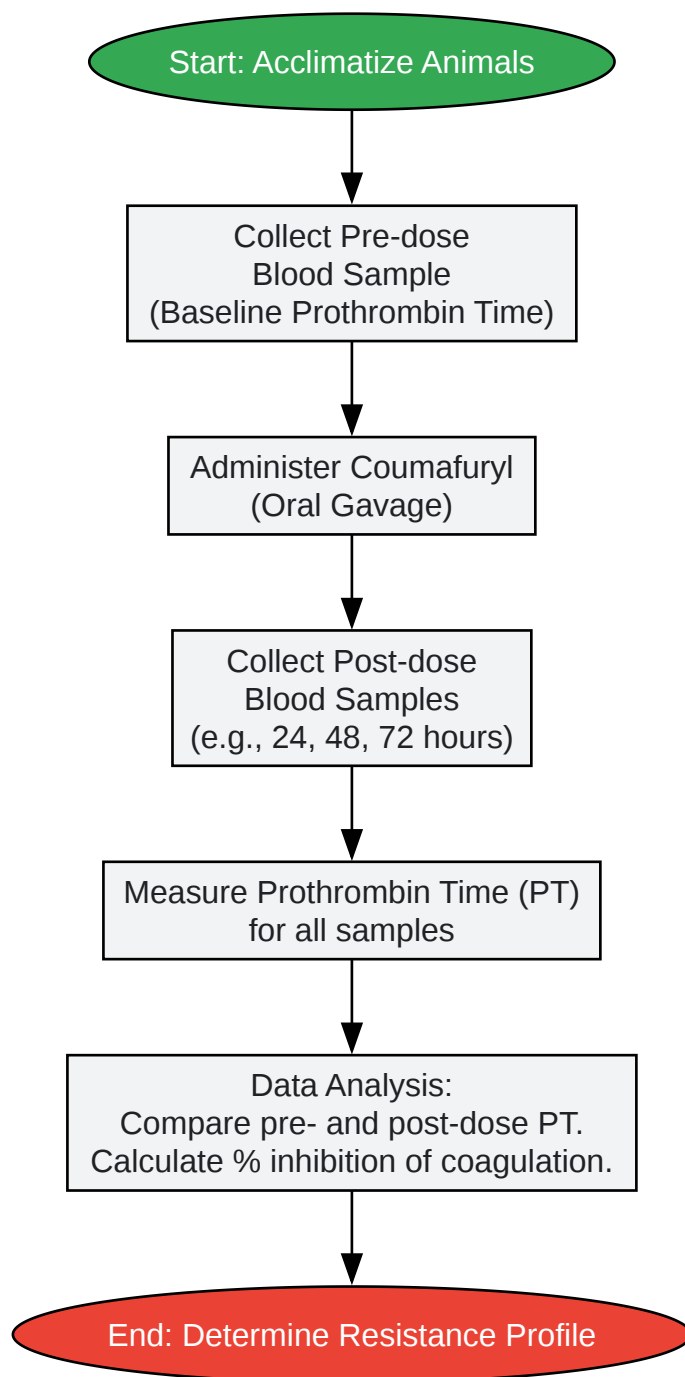 Start: Acclimatize Animals
Collect Pre-dose
Blood Sample
(Baseline Prothrombin Time)
Administer Coumafuryl
(Oral Gavage)
Collect Post-dose
Blood Samples
(e.g., 24, 48, 72 hours)
Measure Prothrombin Time (PT)
for all samples
Data Analysis:
Compare pre- and post-dose PT.
Calculate % inhibition of coagulation.
End: Determine Resistance Profile